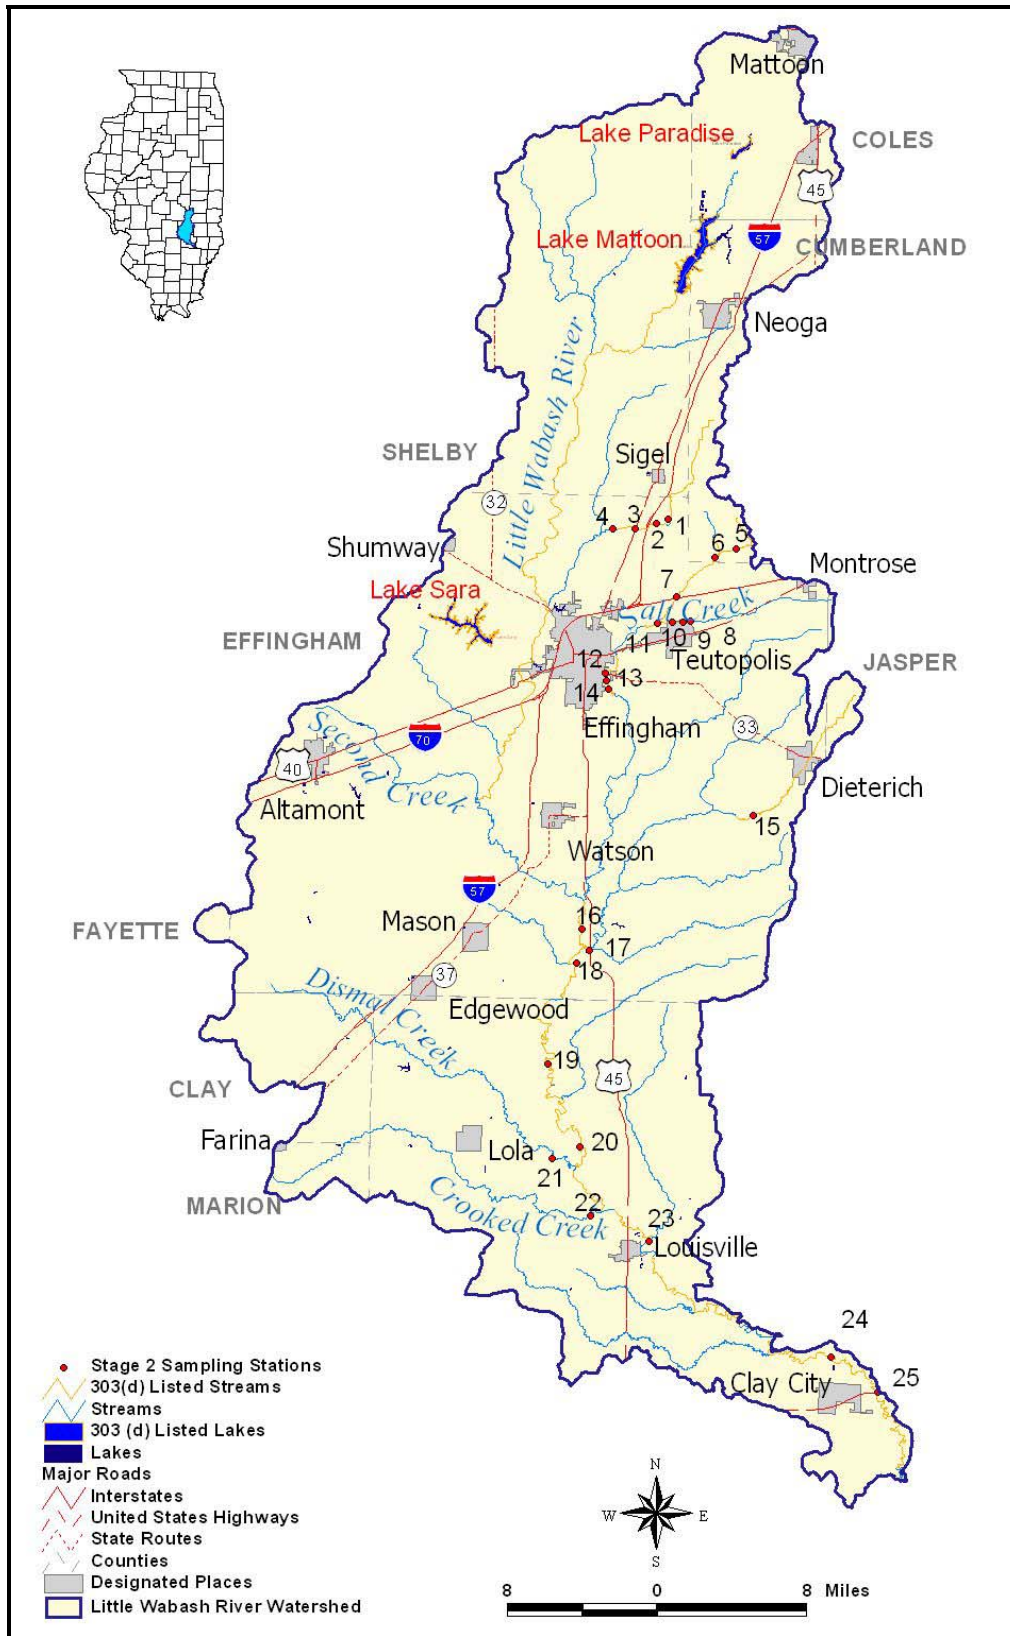 Mattoon
Lake Paradise
COLES
45
Lake Mattoon
57
CUMBERLAND
Neoga
Little Wabash River
SHELBY
Sigel
32
4
3
2
1
Shumway
6
5
Montrose
7
Lake Sara
Salt Creek
EFFINGHAM
11
10
9
8
Teutopolis
JASPER
12
13
14
Effingham
33
Second Creek
70
40
Altamont
Dieterich
15
Watson
57
FAYETTE
Mason
16
17
18
37
Dismal Creek
Edgewood
19
45
CLAY
Farina
Lola
20
21
MARION
Crooked Creek
22
23
Louisville
24
Clay City
25
Stage 2 Sampling Stations
303(d) Listed Streams
Streams
303 (d) Listed Lakes
Lakes
Major Roads
Interstates
United States Highways
State Routes
Counties
Designated Places
Little Wabash River Watershed
N
W E
S
8 0 8 Miles